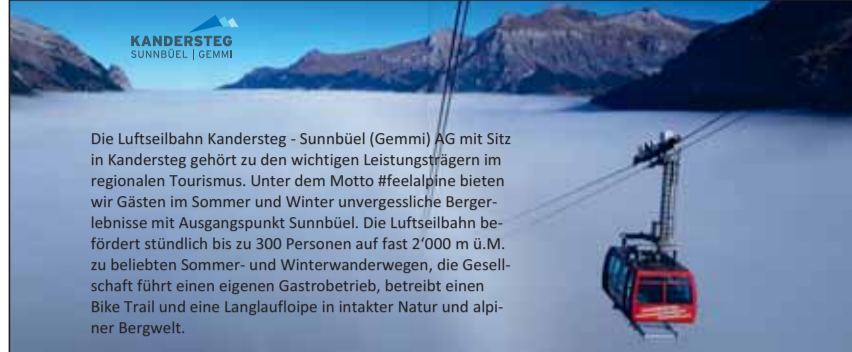 KANDERSTEG
SUNNBÜEL | GEMMI
Die Luftseilbahn Kandersteg - Sunnbüel (Gemmi) AG mit Sitz
in Kandersteg gehört zu den wichtigen Leistungsträgern im
regionalen Tourismus. Unter dem Motto #feelalpine bieten
wir Gästen im Sommer und Winter unvergessliche Berger-
lebnisse mit Ausgangspunkt Sunnbüel. Die Luftseilbahn be-
fördert stündlich bis zu 300 Personen auf fast 2‘000 m ü.M.
zu beliebten Sommer- und Winterwanderwegen, die Gesell-
schaft führt einen eigenen Gastrobetrieb, betreibt einen
Bike Trail und eine Langlaufloipe in intakter Natur und alpi-
ner Bergwelt.